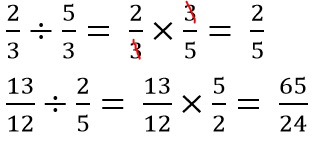 2/3 ÷ 5/3 = 2/3 × 3/5 = 2/5
13/12 ÷ 2/5 = 13/12 × 5/2 = 65/24